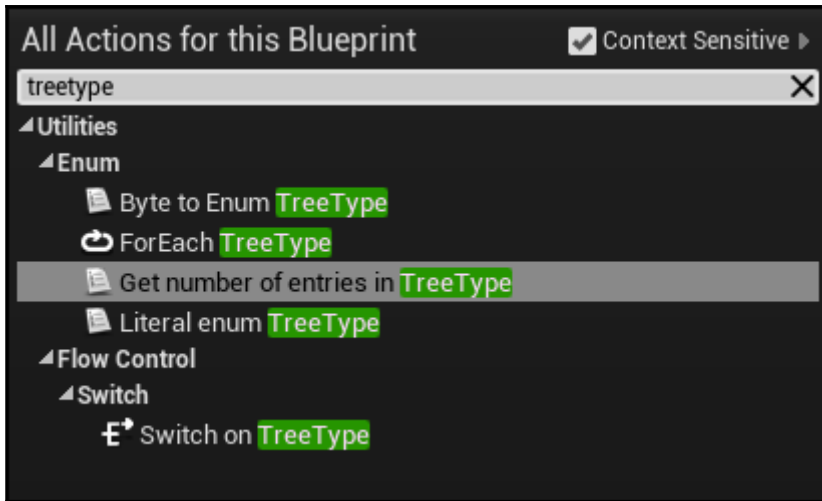 All Actions for this Blueprint Context Sensitive
treetype
Utilities
Enum
Byte to Enum TreeType
ForEach TreeType
Get number of entries in TreeType
Literal enum TreeType
Flow Control
Switch
Switch on TreeType